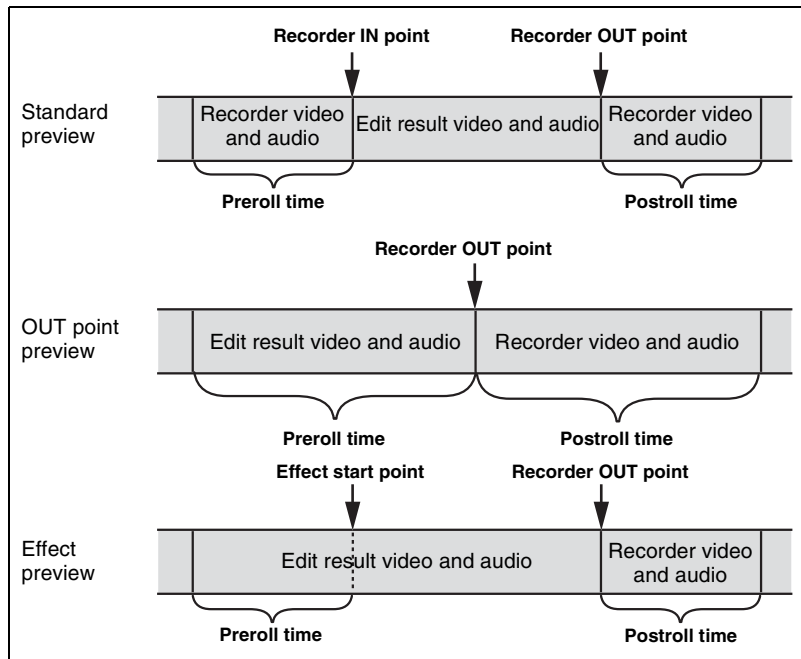 Recorder IN point
Recorder OUT point
Standard
preview
Recorder video
and audio
Edit result video and audio
Recorder video
and audio
Preroll time
Postroll time
Recorder OUT point
OUT point
preview
Edit result video and audio
Recorder video and audio
Preroll time
Postroll time
Effect start point
Recorder OUT point
Effect
preview
Edit result video and audio
Recorder video
and audio
Preroll time
Postroll time